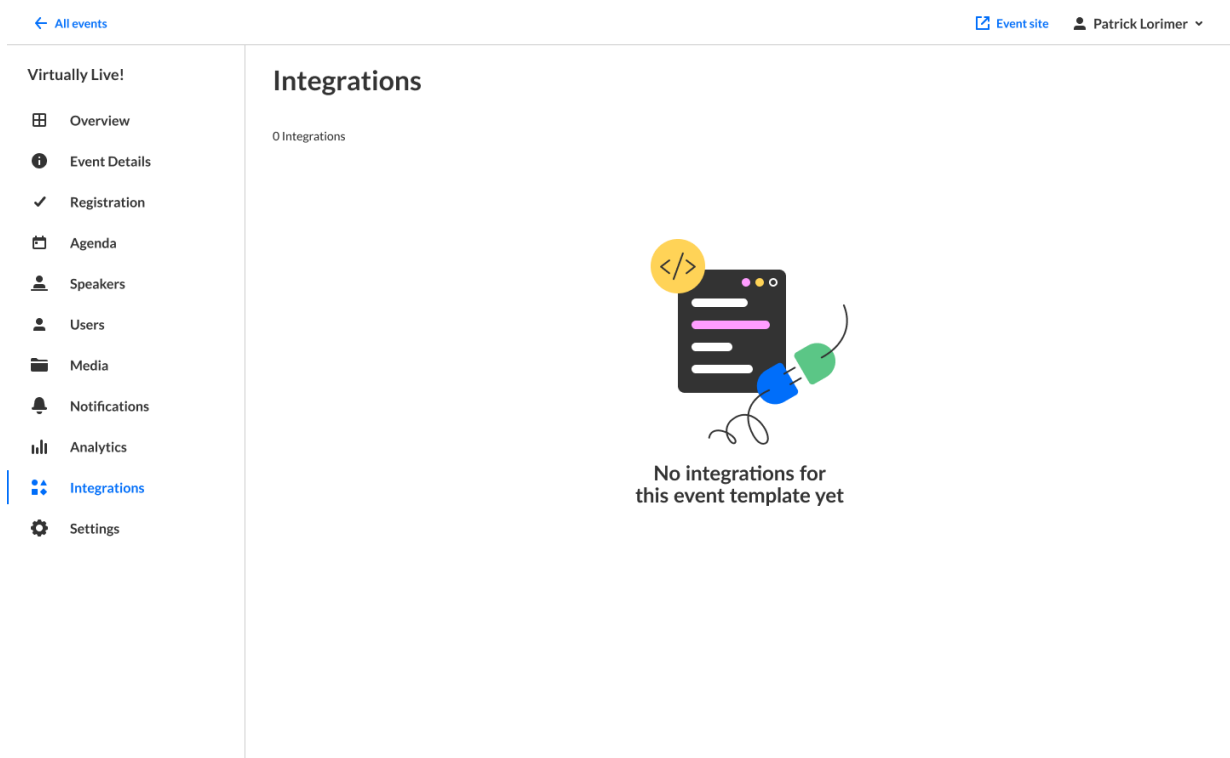 All events
Event site
Patrick Lorimer
Virtually Live!
Overview
Event Details
Registration
Agenda
Speakers
Users
Media
Notifications
Analytics
Integrations
Settings
Integrations
0 Integrations
</>
No integrations for
this event template yet